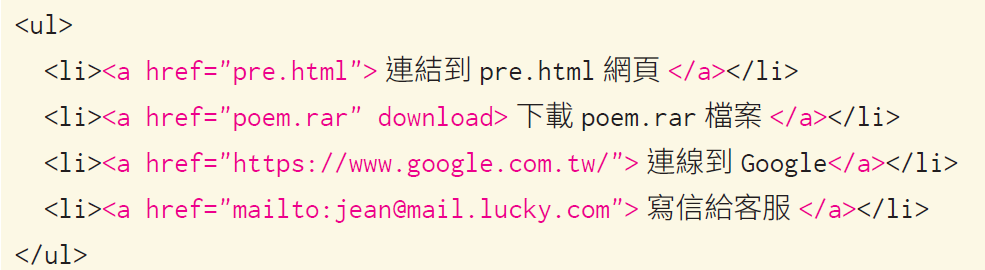 <ul>
<li><a href="pre.html"> 連結到 pre.html 網頁 </a></li>
<li><a href="poem.rar" download> 下載 poem.rar 檔案 </a></li>
<li><a href="https://www.google.com.tw/"> 連線到 Google</a></li>
<li><a href="mailto:jean@mail.lucky.com"> 寫信給客服 </a></li>
</ul>